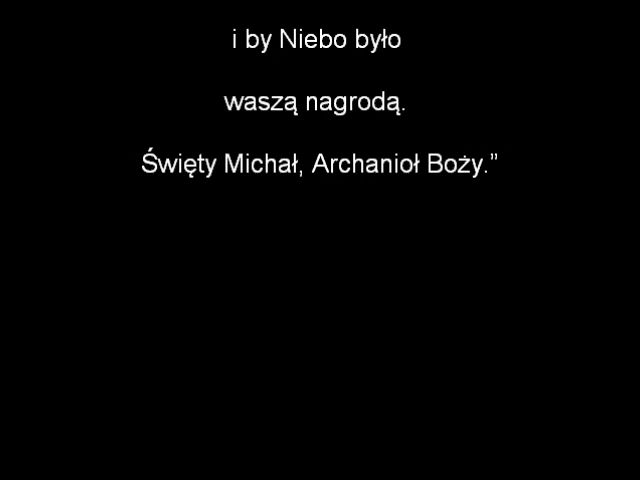 i by Niebo było
waszą nagrodą.
Święty Michał, Archanioł Boży.”